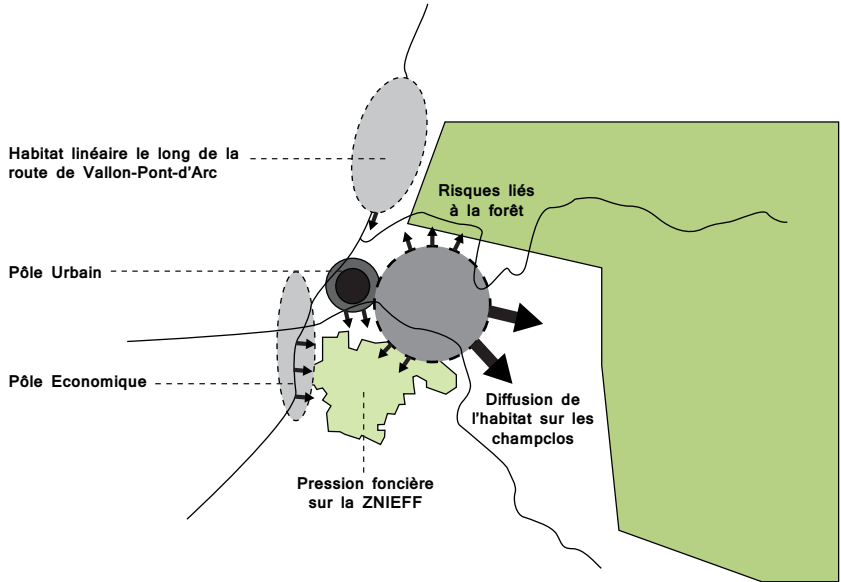 Habitat linéaire le long de la
route de Vallon-Pont-d'Arc
Risques liés
à la forêt
Pôle Urbain
Pôle Economique
Diffusion de
l'habitat sur les
champclos
Pression foncière
sur la ZNIEFF